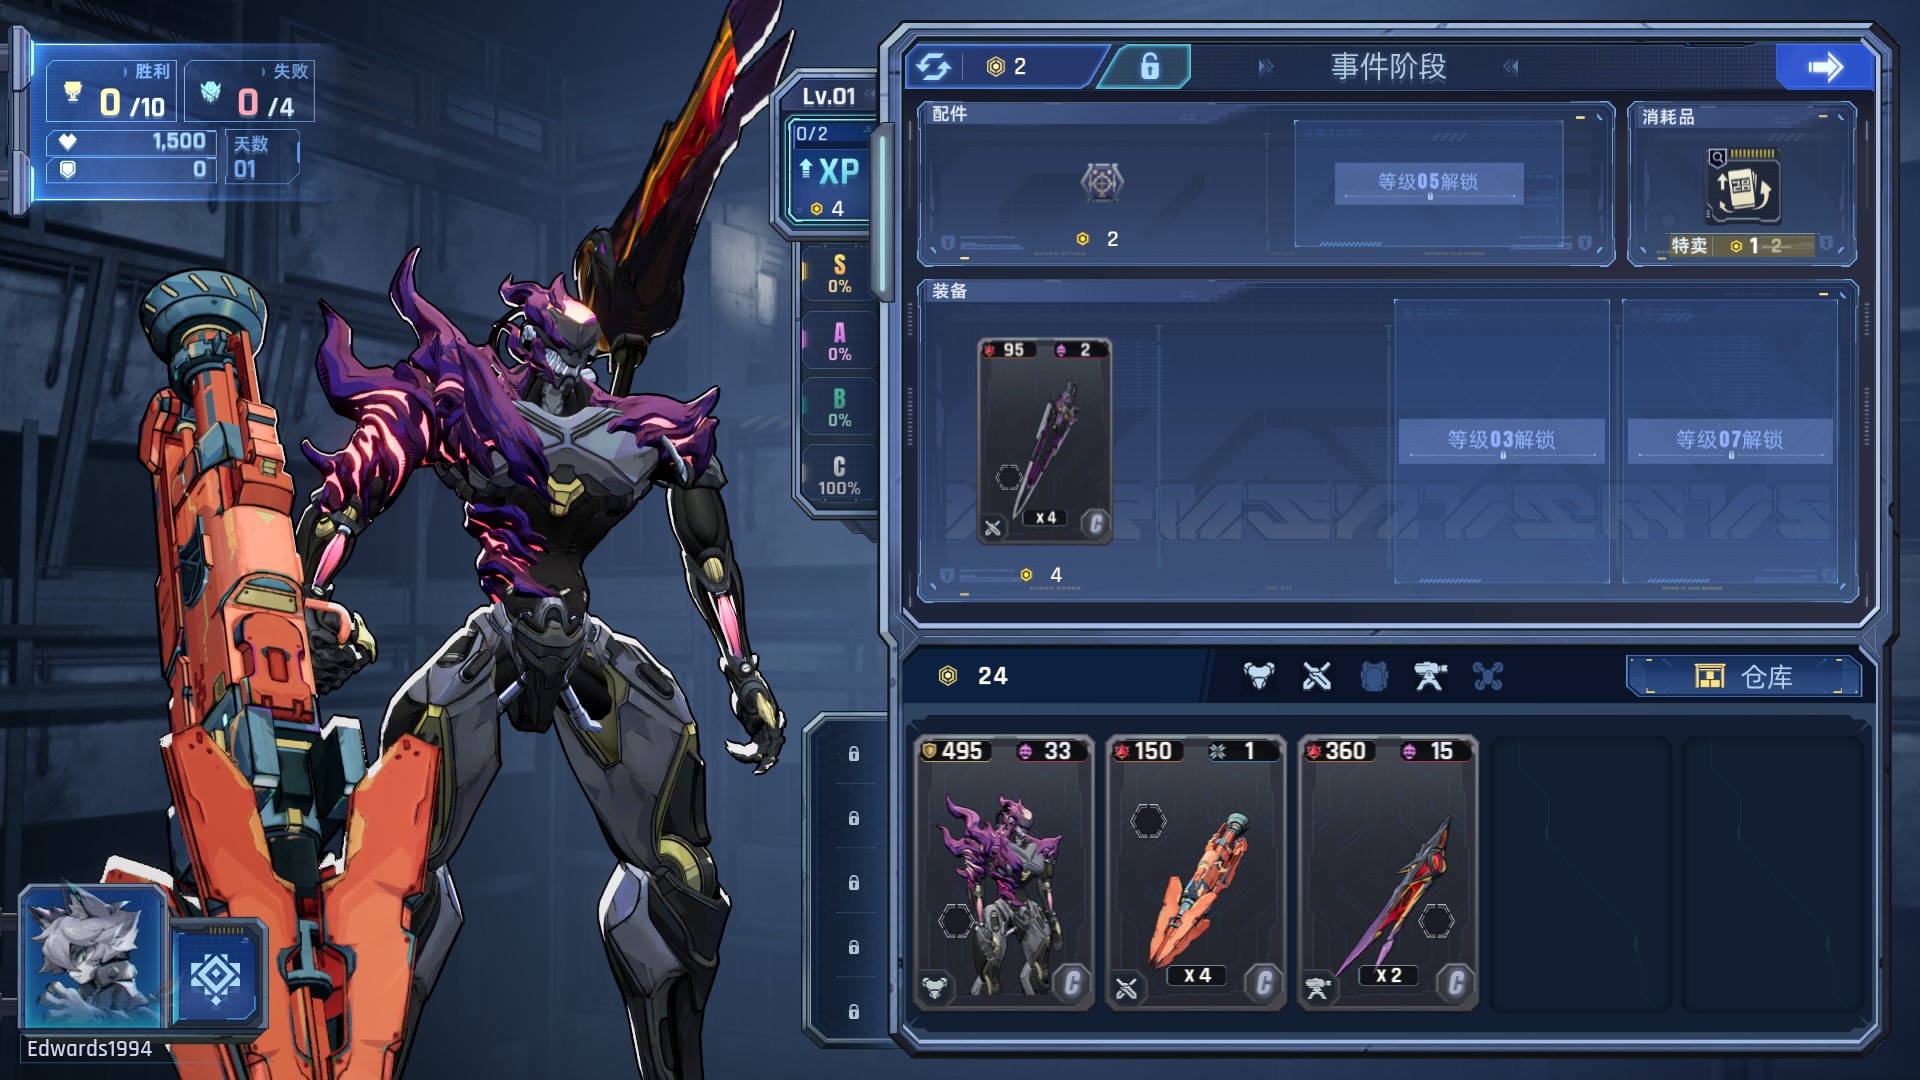 胜利
0/10
失败
0/4
1,500
0
天数
01
Lv.01
0/2
XP
4
S
0%
A
0%
B
0%
C
100%
2
事件阶段
配件
2
等级05解锁
消耗品
特卖
1 2
装备
95
2
x4
C
4
等级03解锁
等级07解锁
24
仓库
495
33
C
150
1
x4
C
360
15
x2
C
Edwards1994